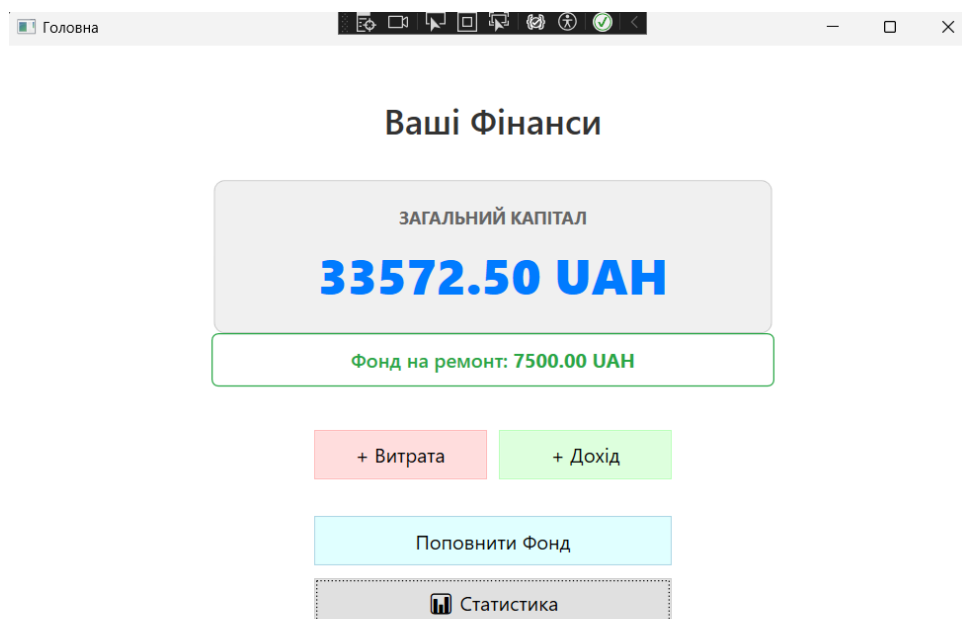 Головна
Ваші Фінанси
ЗАГАЛЬНИЙ КАПІТАЛ
33572.50 UAH
Фонд на ремонт: 7500.00 UAH
+ Витрата
+ Дохід
Поповнити Фонд
Статистика